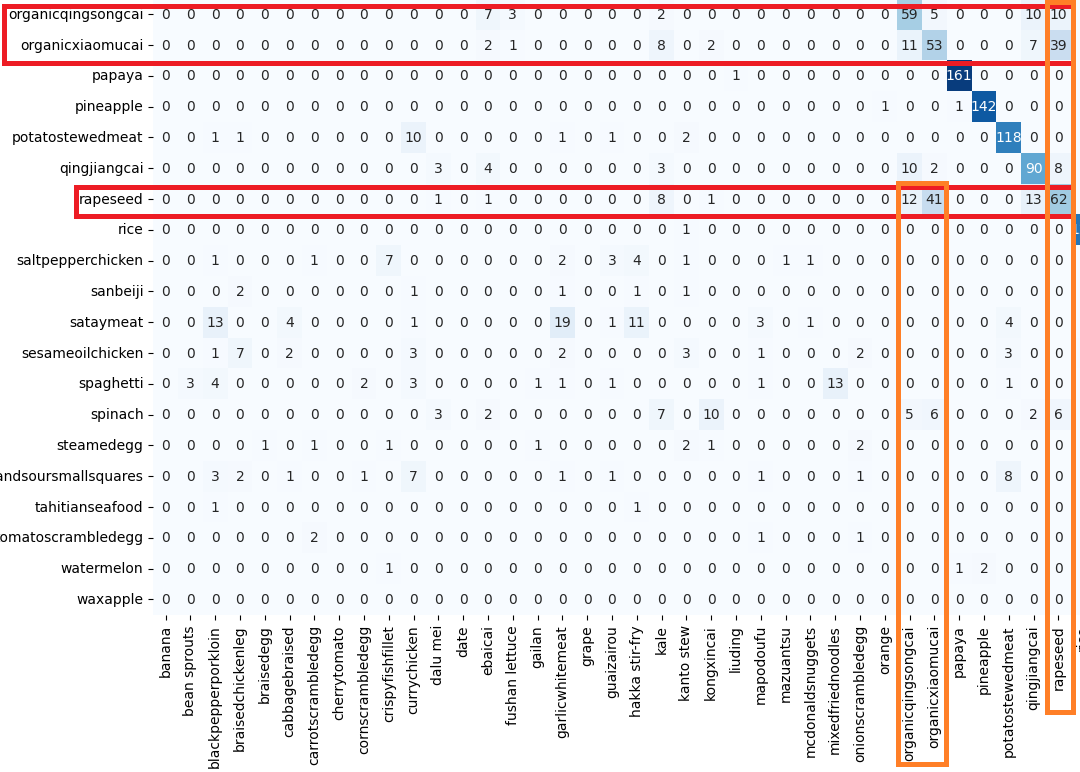 organicqingsongcai 0 0 0 0 0 0 0 0 0 0 0 0 0 7 3 0 0 0 0 0 2 0 0 0 0 0 0 0 0 0 59 5 0 0 0 10 10
organicxiaomucai 0 0 0 0 0 0 0 0 0 0 0 0 0 2 1 0 0 0 0 0 8 0 2 0 0 0 0 0 0 0 11 53 0 0 0 7 39
papaya 0 0 0 0 0 0 0 0 0 0 0 0 0 0 0 0 0 0 0 0 0 0 0 1 0 0 0 0 0 0 0 0 161 0 0 0 0
pineapple 0 0 0 0 0 0 0 0 0 0 0 0 0 0 0 0 0 0 0 0 0 0 0 0 0 0 0 0 0 1 0 0 1 142 0 0 0
potatostewedmeat 0 0 1 1 0 0 0 0 0 0 10 0 0 0 0 0 1 0 1 0 0 2 0 0 0 0 0 0 0 0 0 0 0 0 118 0 0
qingjiangcai 0 0 0 0 0 0 0 0 0 0 0 3 0 4 0 0 0 0 0 0 3 0 0 0 0 0 0 0 0 0 10 2 0 0 0 90 8
rapeseed 0 0 0 0 0 0 0 0 0 0 0 1 0 1 0 0 0 0 0 0 8 0 1 0 0 0 0 0 0 0 12 41 0 0 0 13 62
rice 0 0 0 0 0 0 0 0 0 0 0 0 0 0 0 0 0 0 0 0 0 1 0 0 0 0 0 0 0 0 0 0 0 0 0 0 0
saltpepperchicken 0 0 1 0 0 0 1 0 0 7 0 0 0 0 0 0 2 0 3 4 0 1 0 0 0 1 1 0 0 0 0 0 0 0 0 0 0
sanbeiji 0 0 0 2 0 0 0 0 0 0 1 0 0 0 0 0 1 0 0 1 0 1 0 0 0 0 0 0 0 0 0 0 0 0 0 0 0
sataymeat 0 0 13 0 0 4 0 0 0 0 1 0 0 0 0 0 19 0 1 11 0 0 0 0 3 0 1 0 0 0 0 0 0 0 4 0 0
sesameoilchicken 0 0 1 7 0 2 0 0 0 0 3 0 0 0 0 0 2 0 0 0 0 3 0 0 1 0 0 0 2 0 0 0 0 0 3 0 0
spaghetti 0 3 4 0 0 0 0 0 2 0 3 0 0 0 0 1 1 0 1 0 0 0 0 0 1 0 0 13 0 0 0 0 0 0 1 0 0
spinach 0 0 0 0 0 0 0 0 0 0 0 3 0 2 0 0 0 0 0 0 7 0 10 0 0 0 0 0 0 0 5 6 0 0 0 2 6
steamedegg 0 0 0 0 1 0 1 0 0 1 0 0 0 0 0 1 0 0 0 0 0 2 1 0 0 0 0 0 2 0 0 0 0 0 0 0 0
andsoursmallsquares 0 0 3 2 0 1 0 0 1 0 7 0 0 0 0 0 1 0 1 0 0 0 0 0 1 0 0 0 1 0 0 0 0 0 8 0 0
tahitianseafood 0 0 1 0 0 0 0 0 0 0 0 0 0 0 0 0 0 0 0 1 0 0 0 0 0 0 0 0 0 0 0 0 0 0 0 0 0
omatoscrambledegg 0 0 0 0 0 0 2 0 0 0 0 0 0 0 0 0 0 0 0 0 0 0 0 0 1 0 0 0 1 0 0 0 0 0 0 0 0
watermelon 0 0 0 0 0 0 0 0 0 1 0 0 0 0 0 0 0 0 0 0 0 0 0 0 0 0 0 0 0 0 0 0 1 2 0 0 0
waxapple 0 0 0 0 0 0 0 0 0 0 0 0 0 0 0 0 0 0 0 0 0 0 0 0 0 0 0 0 0 0 0 0 0 0 0 0 0
banana
bean sprouts
blackpepperporkloin
braisedchickenleg
braisedegg
cabbagebraised
carrotscrambledegg
cherrytomato
cornscrambledegg
crispyfishfillet
currychicken
dalu mei
date
ebaicai
fushan lettuce
gailan
garlicwhitemeat
grape
guaizairou
hakka stir-fry
kale
kanto stew
kongxincai
liuding
mapodoufu
mazuantsu
mcdonaldsnuggets
mixedfriednoodles
onionscrambledegg
orange
organicqingsongcai
organicxiaomucai
papaya
pineapple
potatostewedmeat
qingjiangcai
rapeseed